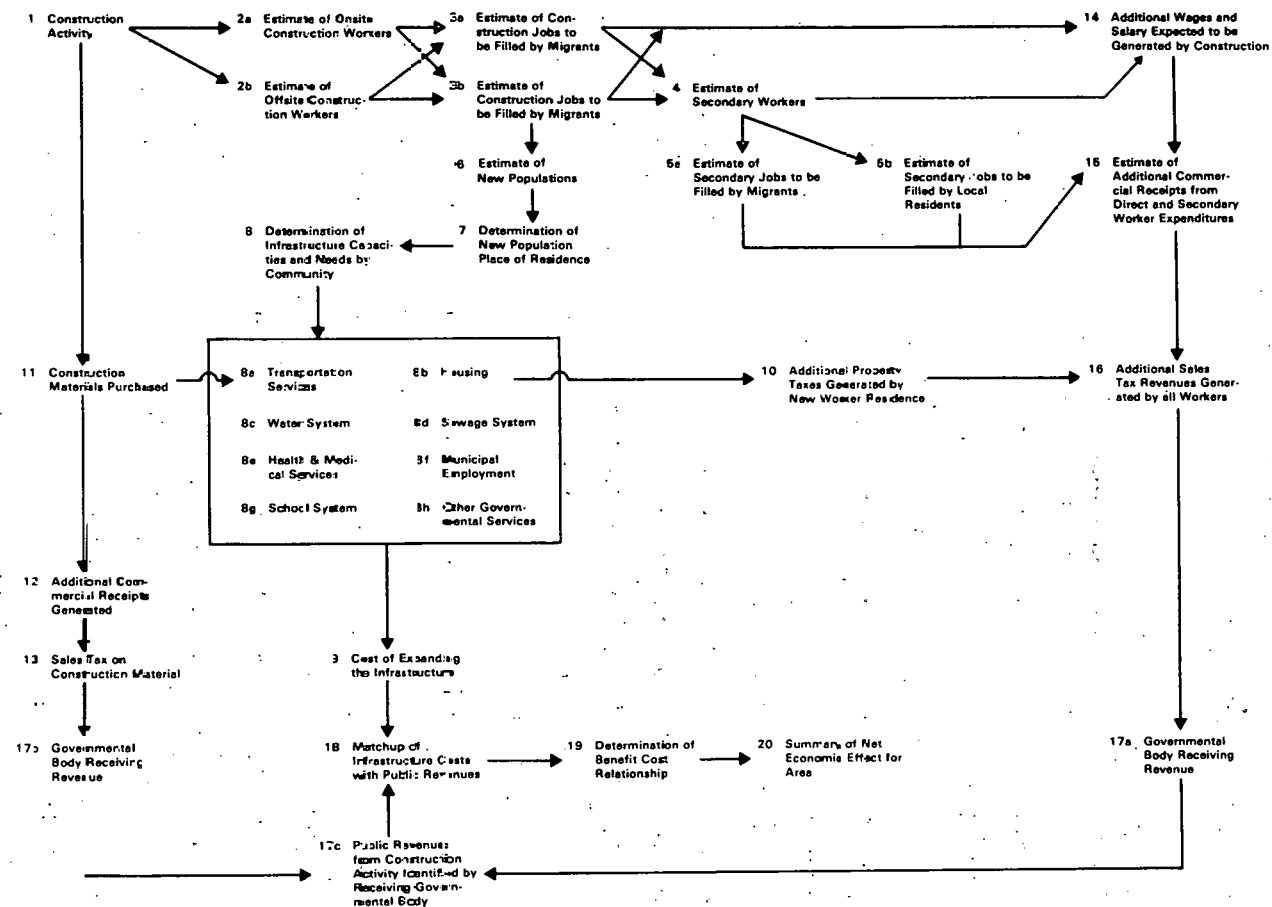 1 Construction
Activity
2a Estimate of Onsite
Construction Workers
3a Estimate of Con-
struction Jobs to
be Filled by Migrants
14 Additional Wages and
Salary Expected to be
Generated by Construction
2b Estimate of
Offsite Construc-
tion Workers
3b Estimate of
Construction Jobs to
be Filled by Migrants
4 Estimate of
Secondary Workers
6 Estimate of
New Populations
5a Estimate of
Secondary Jobs to be
Filled by Migrants
5b Estimate of
Secondary Jobs to be
Filled by Local
Residents
15 Estimate of
Additional Commer-
cial Receipts from
Direct and Secondary
Worker Expenditures
8 Determination of
Infrastructure Capaci-
ties and Needs by
Community
7 Determination of
New Population
Place of Residence
11 Construction
Materials Purchased
8a Transportation
Services
8b Housing
10 Additional Property
Taxes Generated by
New Worker Residence
16 Additional Sales
Tax Revenues Gener-
ated by all Workers
8c Water System
8d Sewage System
8e Health & Medi-
cal Services
8f Municipal
Employment
8g School System
8h Other Govern-
mental Services
12 Additional Com-
mercial Receipts
Generated
13 Sales Tax on
Construction Material
9 Cost of Expanding
the Infrastructure
17b Governmental
Body Receiving
Revenue
18 Matchup of
Infrastructure Costs
with Public Revenues
19 Determination of
Benefit Cost
Relationship
20 Summary of Net
Economic Effect for
Area
17a Governmental
Body Receiving
Revenue
17c Public Revenues
from Construction
Activity Identified by
Receiving Govern-
mental Body